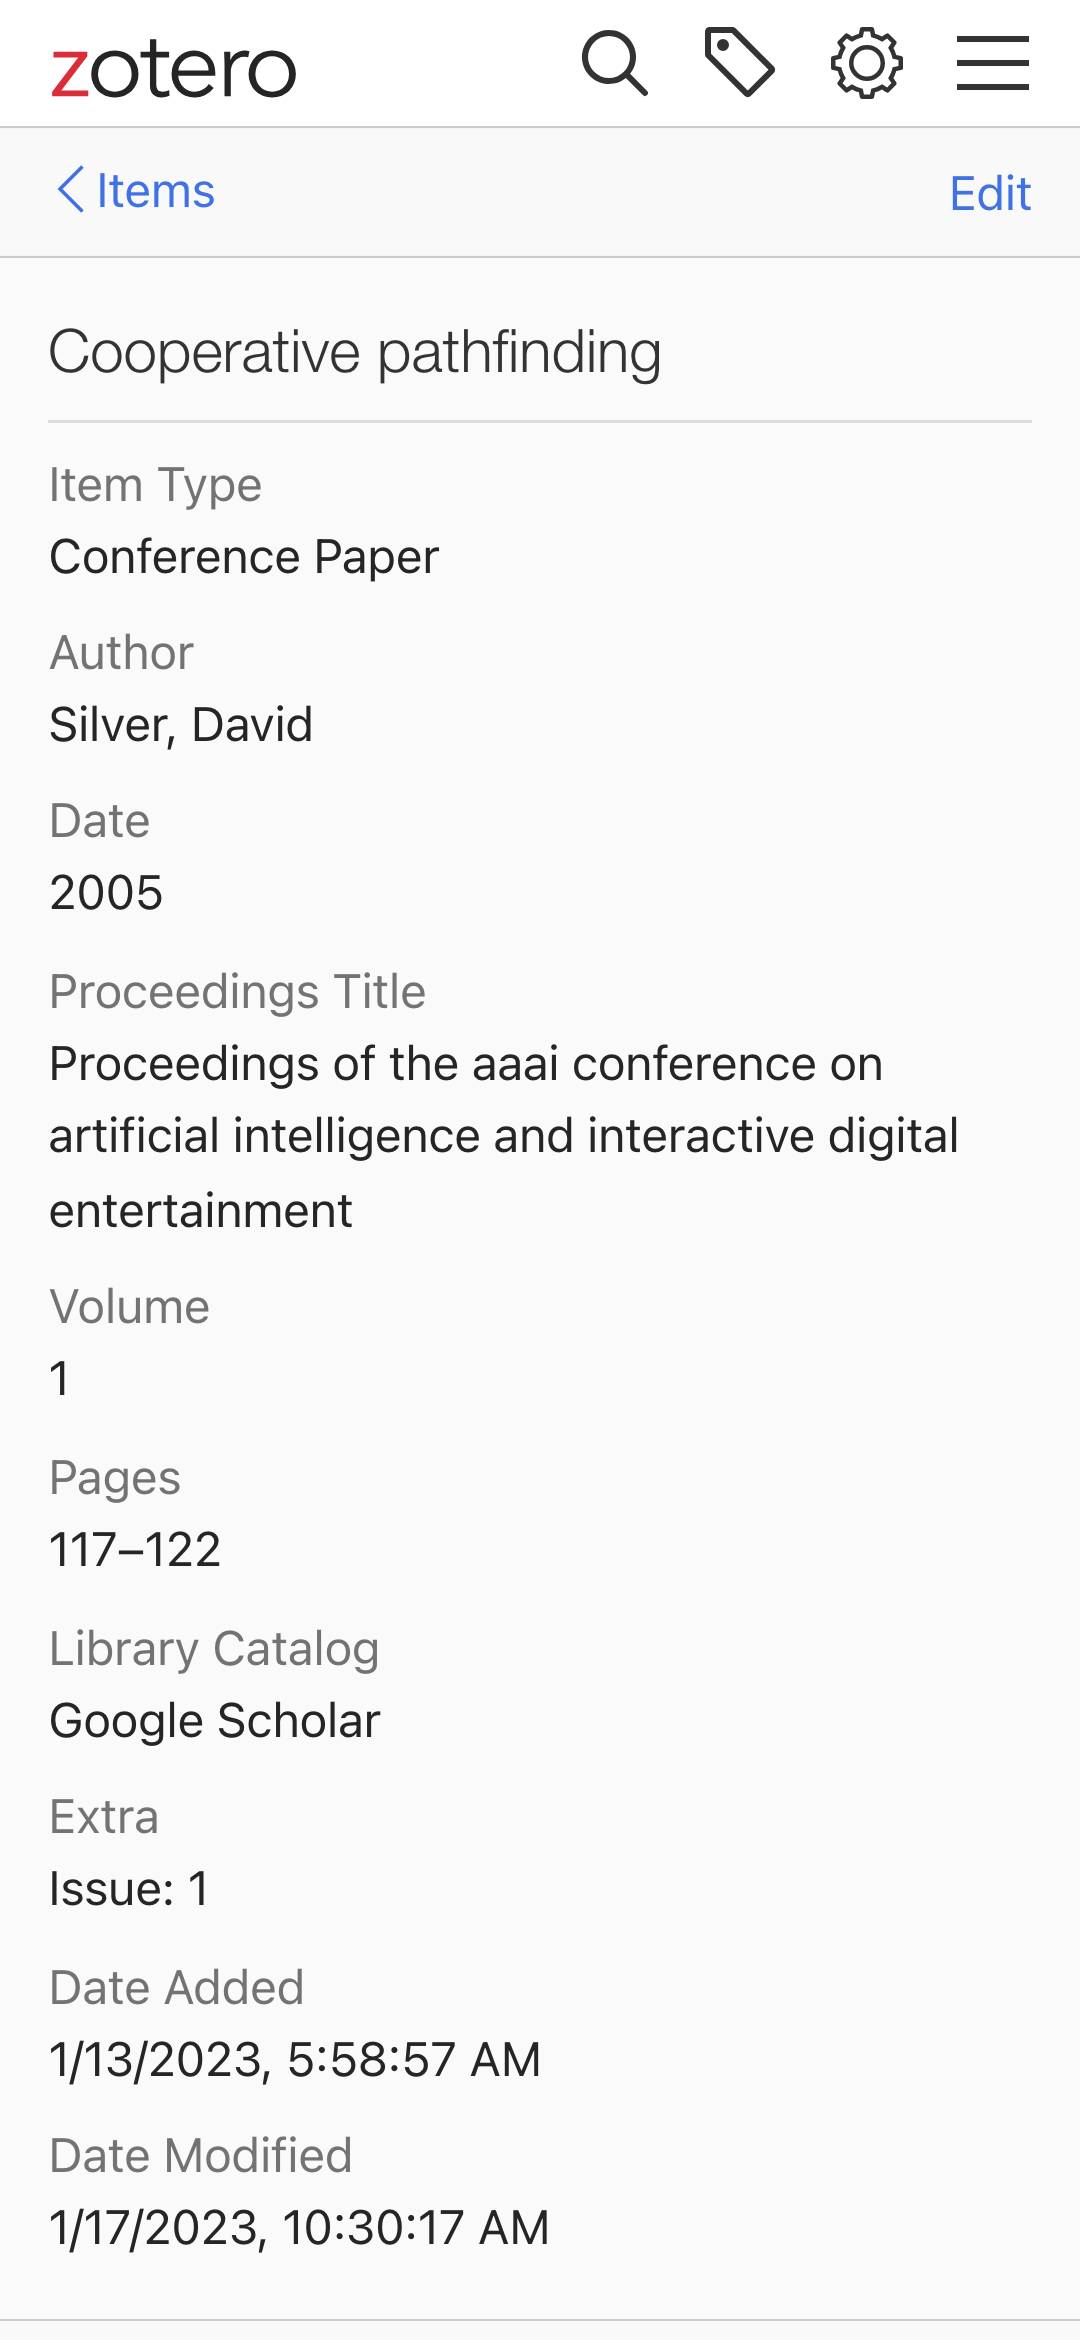 zotero
Items
Edit
Cooperative pathfinding
Item Type
Conference Paper
Author
Silver, David
Date
2005
Proceedings Title
Proceedings of the aaai conference on
artificial intelligence and interactive digital
entertainment
Volume
1
Pages
117–122
Library Catalog
Google Scholar
Extra
Issue: 1
Date Added
1/13/2023, 5:58:57 AM
Date Modified
1/17/2023, 10:30:17 AM